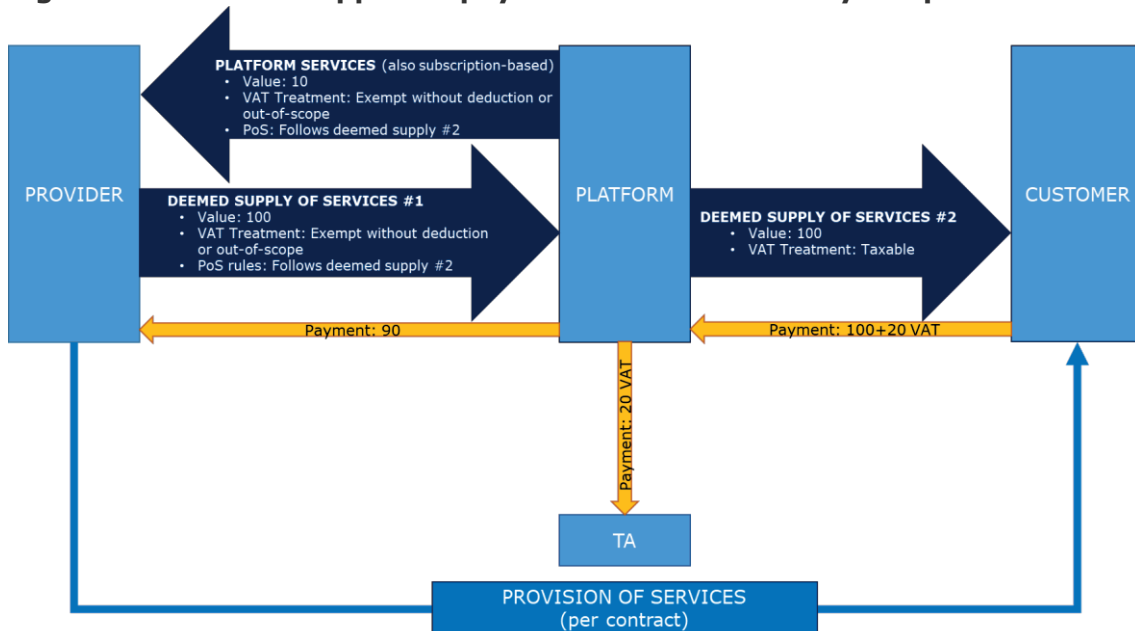 PLATFORM SERVICES (also subscription-based)
• Value: 10
• VAT Treatment: Exempt without deduction or
out-of-scope
• PoS: Follows deemed supply #2
PROVIDER
DEEMED SUPPLY OF SERVICES #1
• Value: 100
• VAT Treatment: Exempt without deduction
or out-of-scope
• PoS rules: Follows deemed supply #2
PLATFORM
DEEMED SUPPLY OF SERVICES #2
• Value: 100
• VAT Treatment: Taxable
CUSTOMER
Payment: 90
Payment: 100+20 VAT
Payment: 20 VAT
TA
PROVISION OF SERVICES
(per contract)